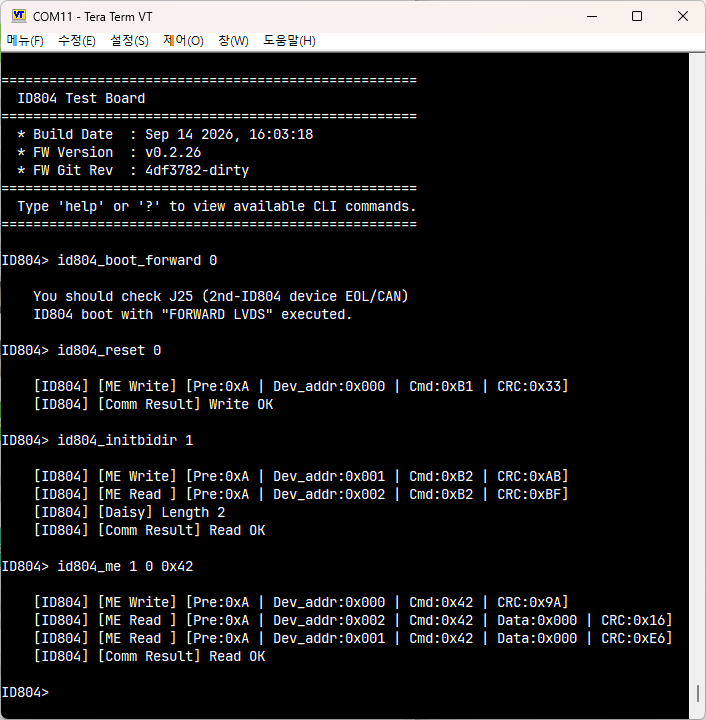 COM11 - Tera Term VT
메뉴(F) 수정(E) 설정(S) 제어(O) 창(W) 도움말(H)
====================================================
ID804 Test Board
====================================================
* Build Date  : Sep 14 2026, 16:03:18
* FW Version  : v0.2.26
* FW Git Rev  : 4df3782-dirty
====================================================
Type 'help' or '?' to view available CLI commands.
====================================================
ID804> id804_boot_forward 0
You should check J25 (2nd-ID804 device EOL/CAN)
ID804 boot with "FORWARD LVDS" executed.
ID804> id804_reset 0
[ID804] [ME Write] [Pre:0xA | Dev_addr:0x000 | Cmd:0xB1 | CRC:0x33]
[ID804] [Comm Result] Write OK
ID804> id804_initbidir 1
[ID804] [ME Write] [Pre:0xA | Dev_addr:0x001 | Cmd:0xB2 | CRC:0xAB]
[ID804] [ME Read ] [Pre:0xA | Dev_addr:0x002 | Cmd:0xB2 | CRC:0xBF]
[ID804] [Daisy] Length 2
[ID804] [Comm Result] Read OK
ID804> id804_me 1 0 0x42
[ID804] [ME Write] [Pre:0xA | Dev_addr:0x000 | Cmd:0x42 | CRC:0x9A]
[ID804] [ME Read ] [Pre:0xA | Dev_addr:0x002 | Cmd:0x42 | Data:0x000 | CRC:0x16]
[ID804] [ME Read ] [Pre:0xA | Dev_addr:0x001 | Cmd:0x42 | Data:0x000 | CRC:0xE6]
[ID804] [Comm Result] Read OK
ID804>